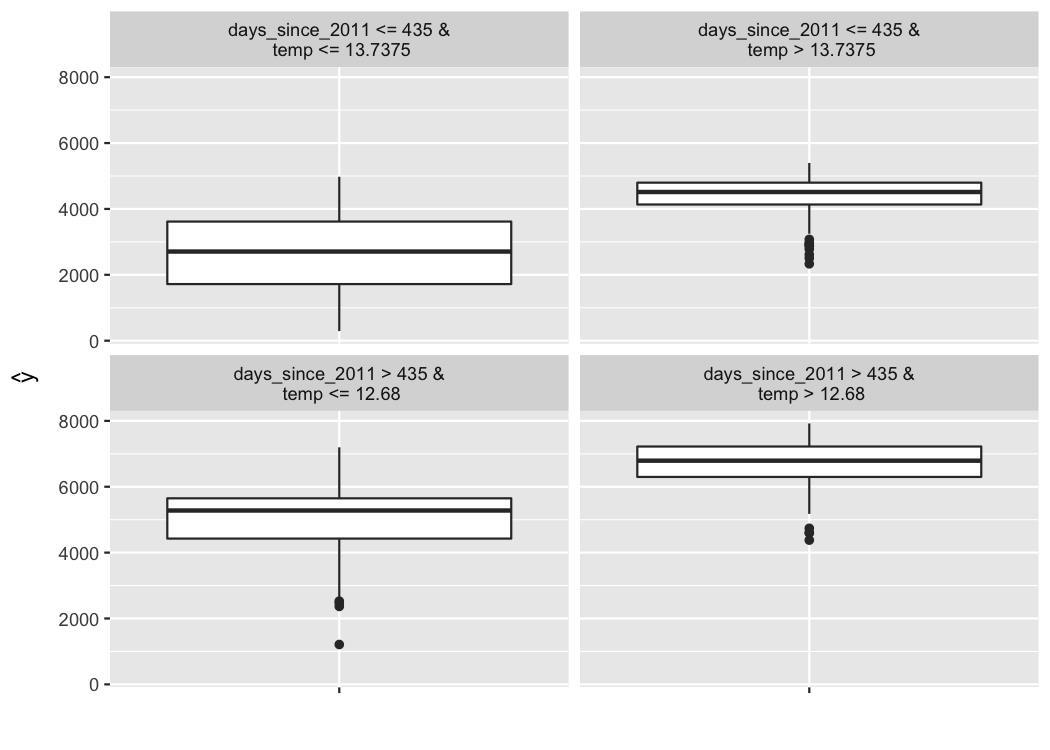 days_since_2011 <= 435 &
temp <= 13.7375
days_since_2011 <= 435 &
temp > 13.7375
8000
6000
4000
2000
0
<y
days_since_2011 > 435 &
temp <= 12.68
days_since_2011 > 435 &
temp > 12.68
8000
6000
4000
2000
0